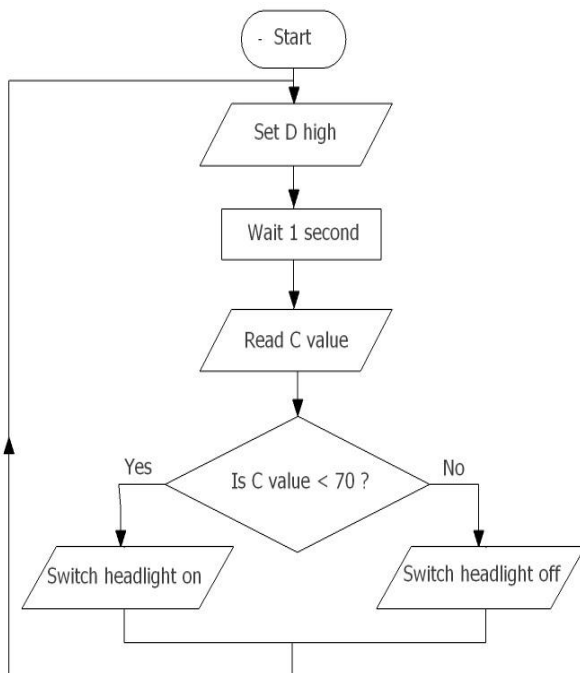 - Start
Set D high
Wait 1 second
Read C value
Is C value < 70 ?
Yes
No
Switch headlight on
Switch headlight off